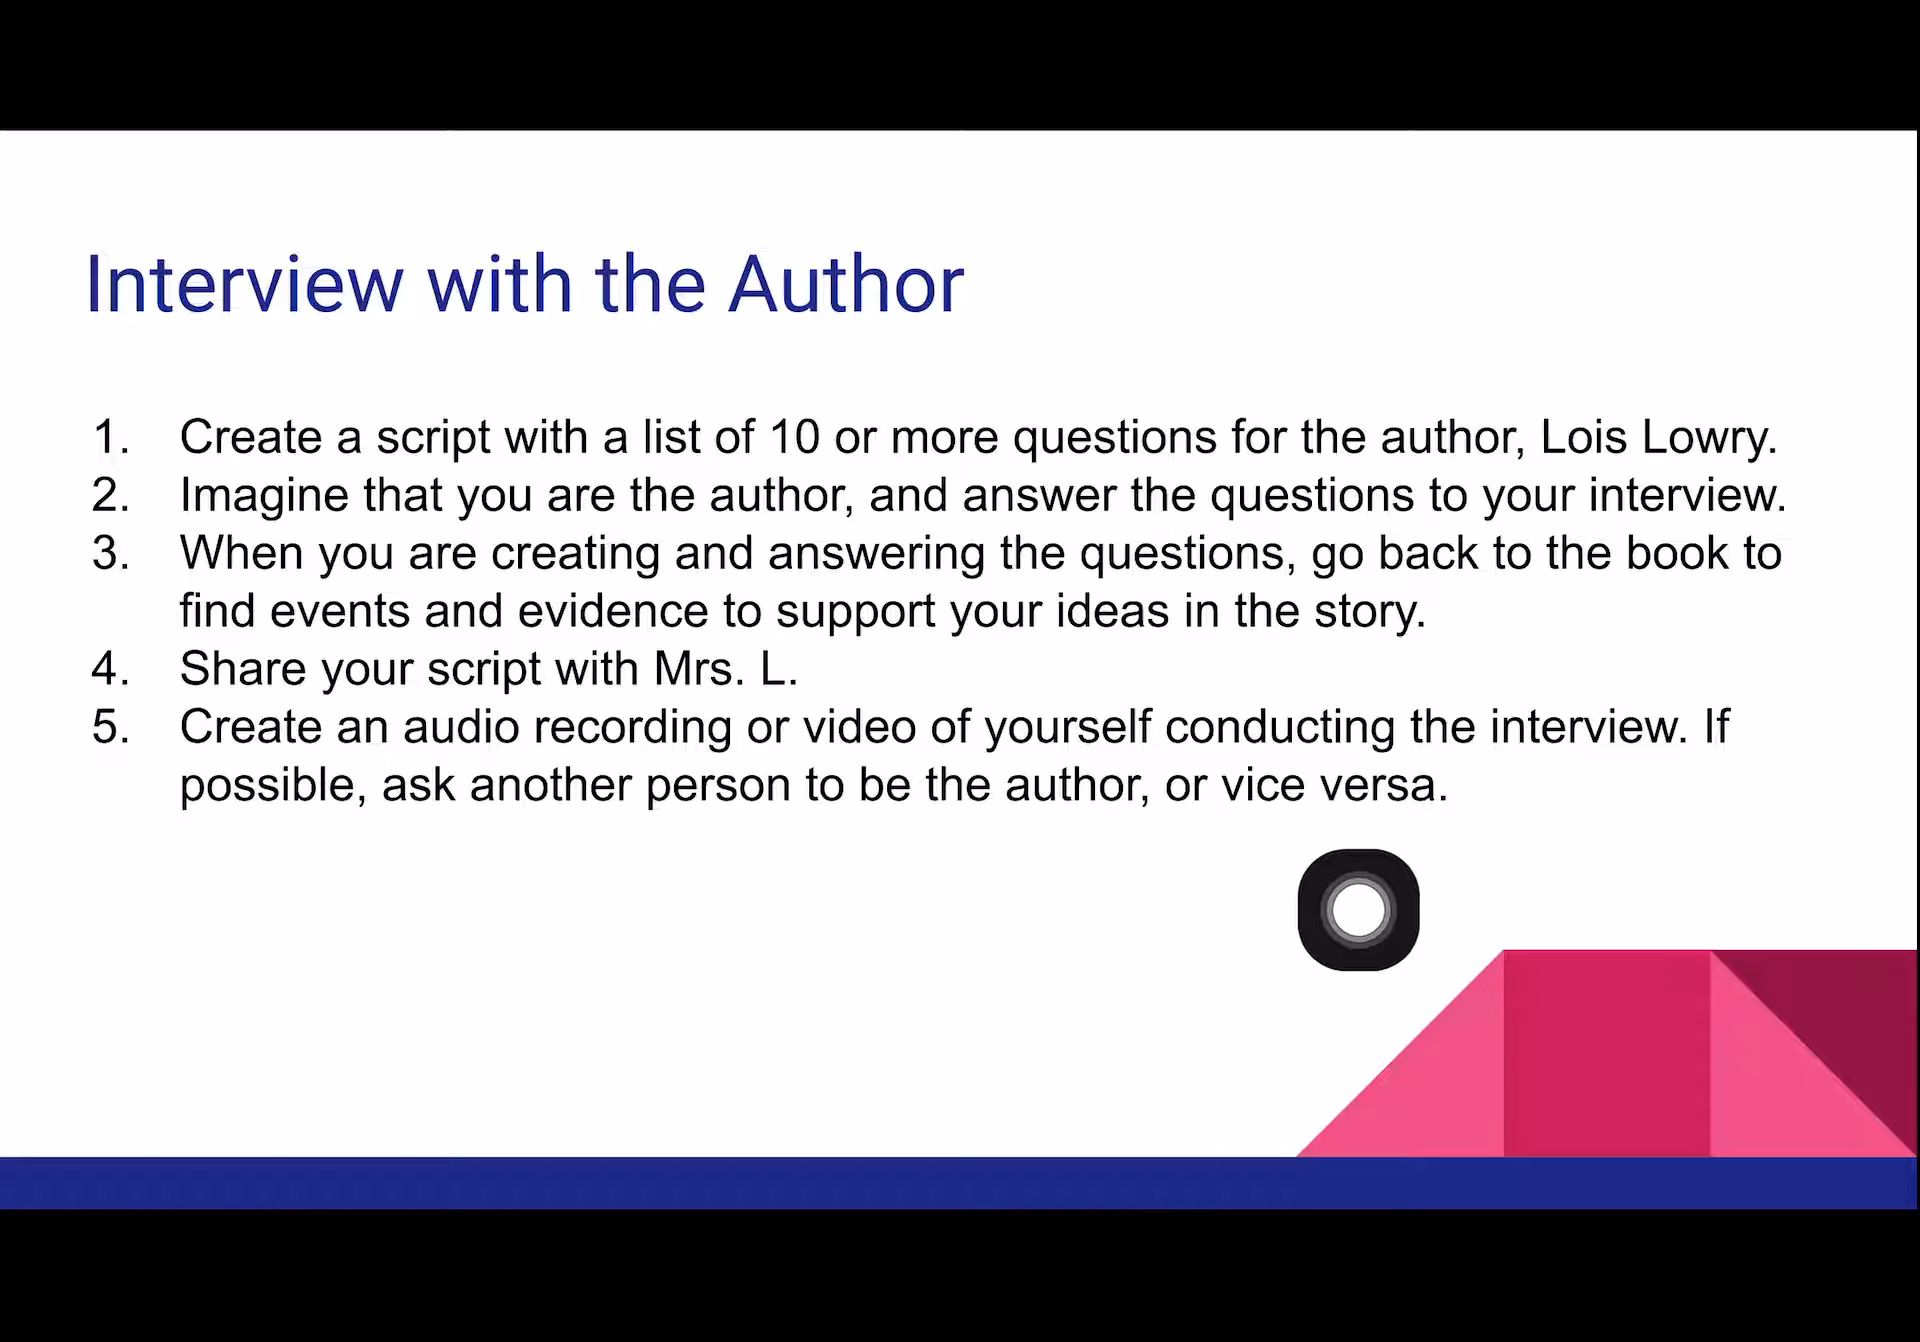 Interview with the Author
1. Create a script with a list of 10 or more questions for the author, Lois Lowry.
2. Imagine that you are the author, and answer the questions to your interview.
3. When you are creating and answering the questions, go back to the book to
find events and evidence to support your ideas in the story.
4. Share your script with Mrs. L.
5. Create an audio recording or video of yourself conducting the interview. If
possible, ask another person to be the author, or vice versa.